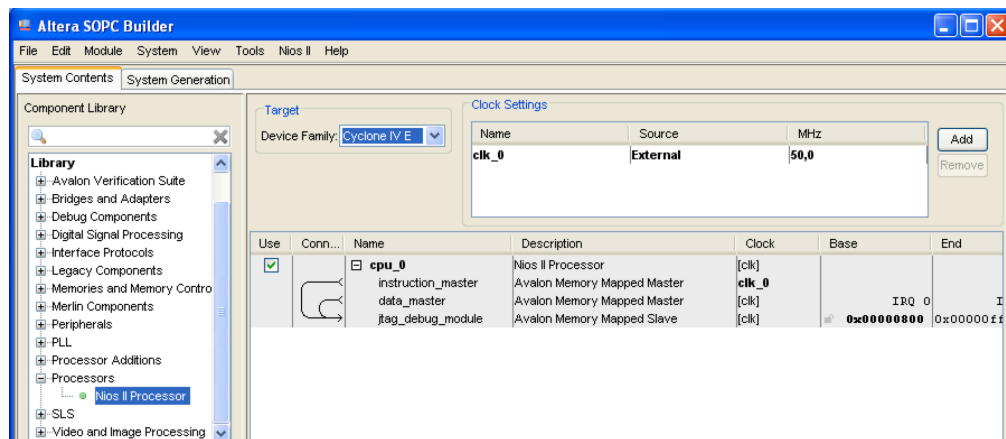 Altera SOPC Builder
File Edit Module System View Tools Nios II Help
System Contents System Generation
Component Library
Library
Avalon Verification Suite
Bridges and Adapters
Debug Components
Digital Signal Processing
Interface Protocols
Legacy Components
Memories and Memory Contro
Merlin Components
Peripherals
PLL
Processor Additions
Processors
Nios II Processor
SLS
Video and Image Processing
Target
Device Family: Cyclone IV E
Clock Settings
Name Source MHz
clk_0 External 50,0
Add
Remove
Use Conn... Name Description Clock Base End
cpu_0 Nios II Processor [clk]
instruction_master Avalon Memory Mapped Master clk_0
data_master Avalon Memory Mapped Master [clk] IRQ 0 I
jtag_debug_module Avalon Memory Mapped Slave [clk] 0x00000800 0x00000ff